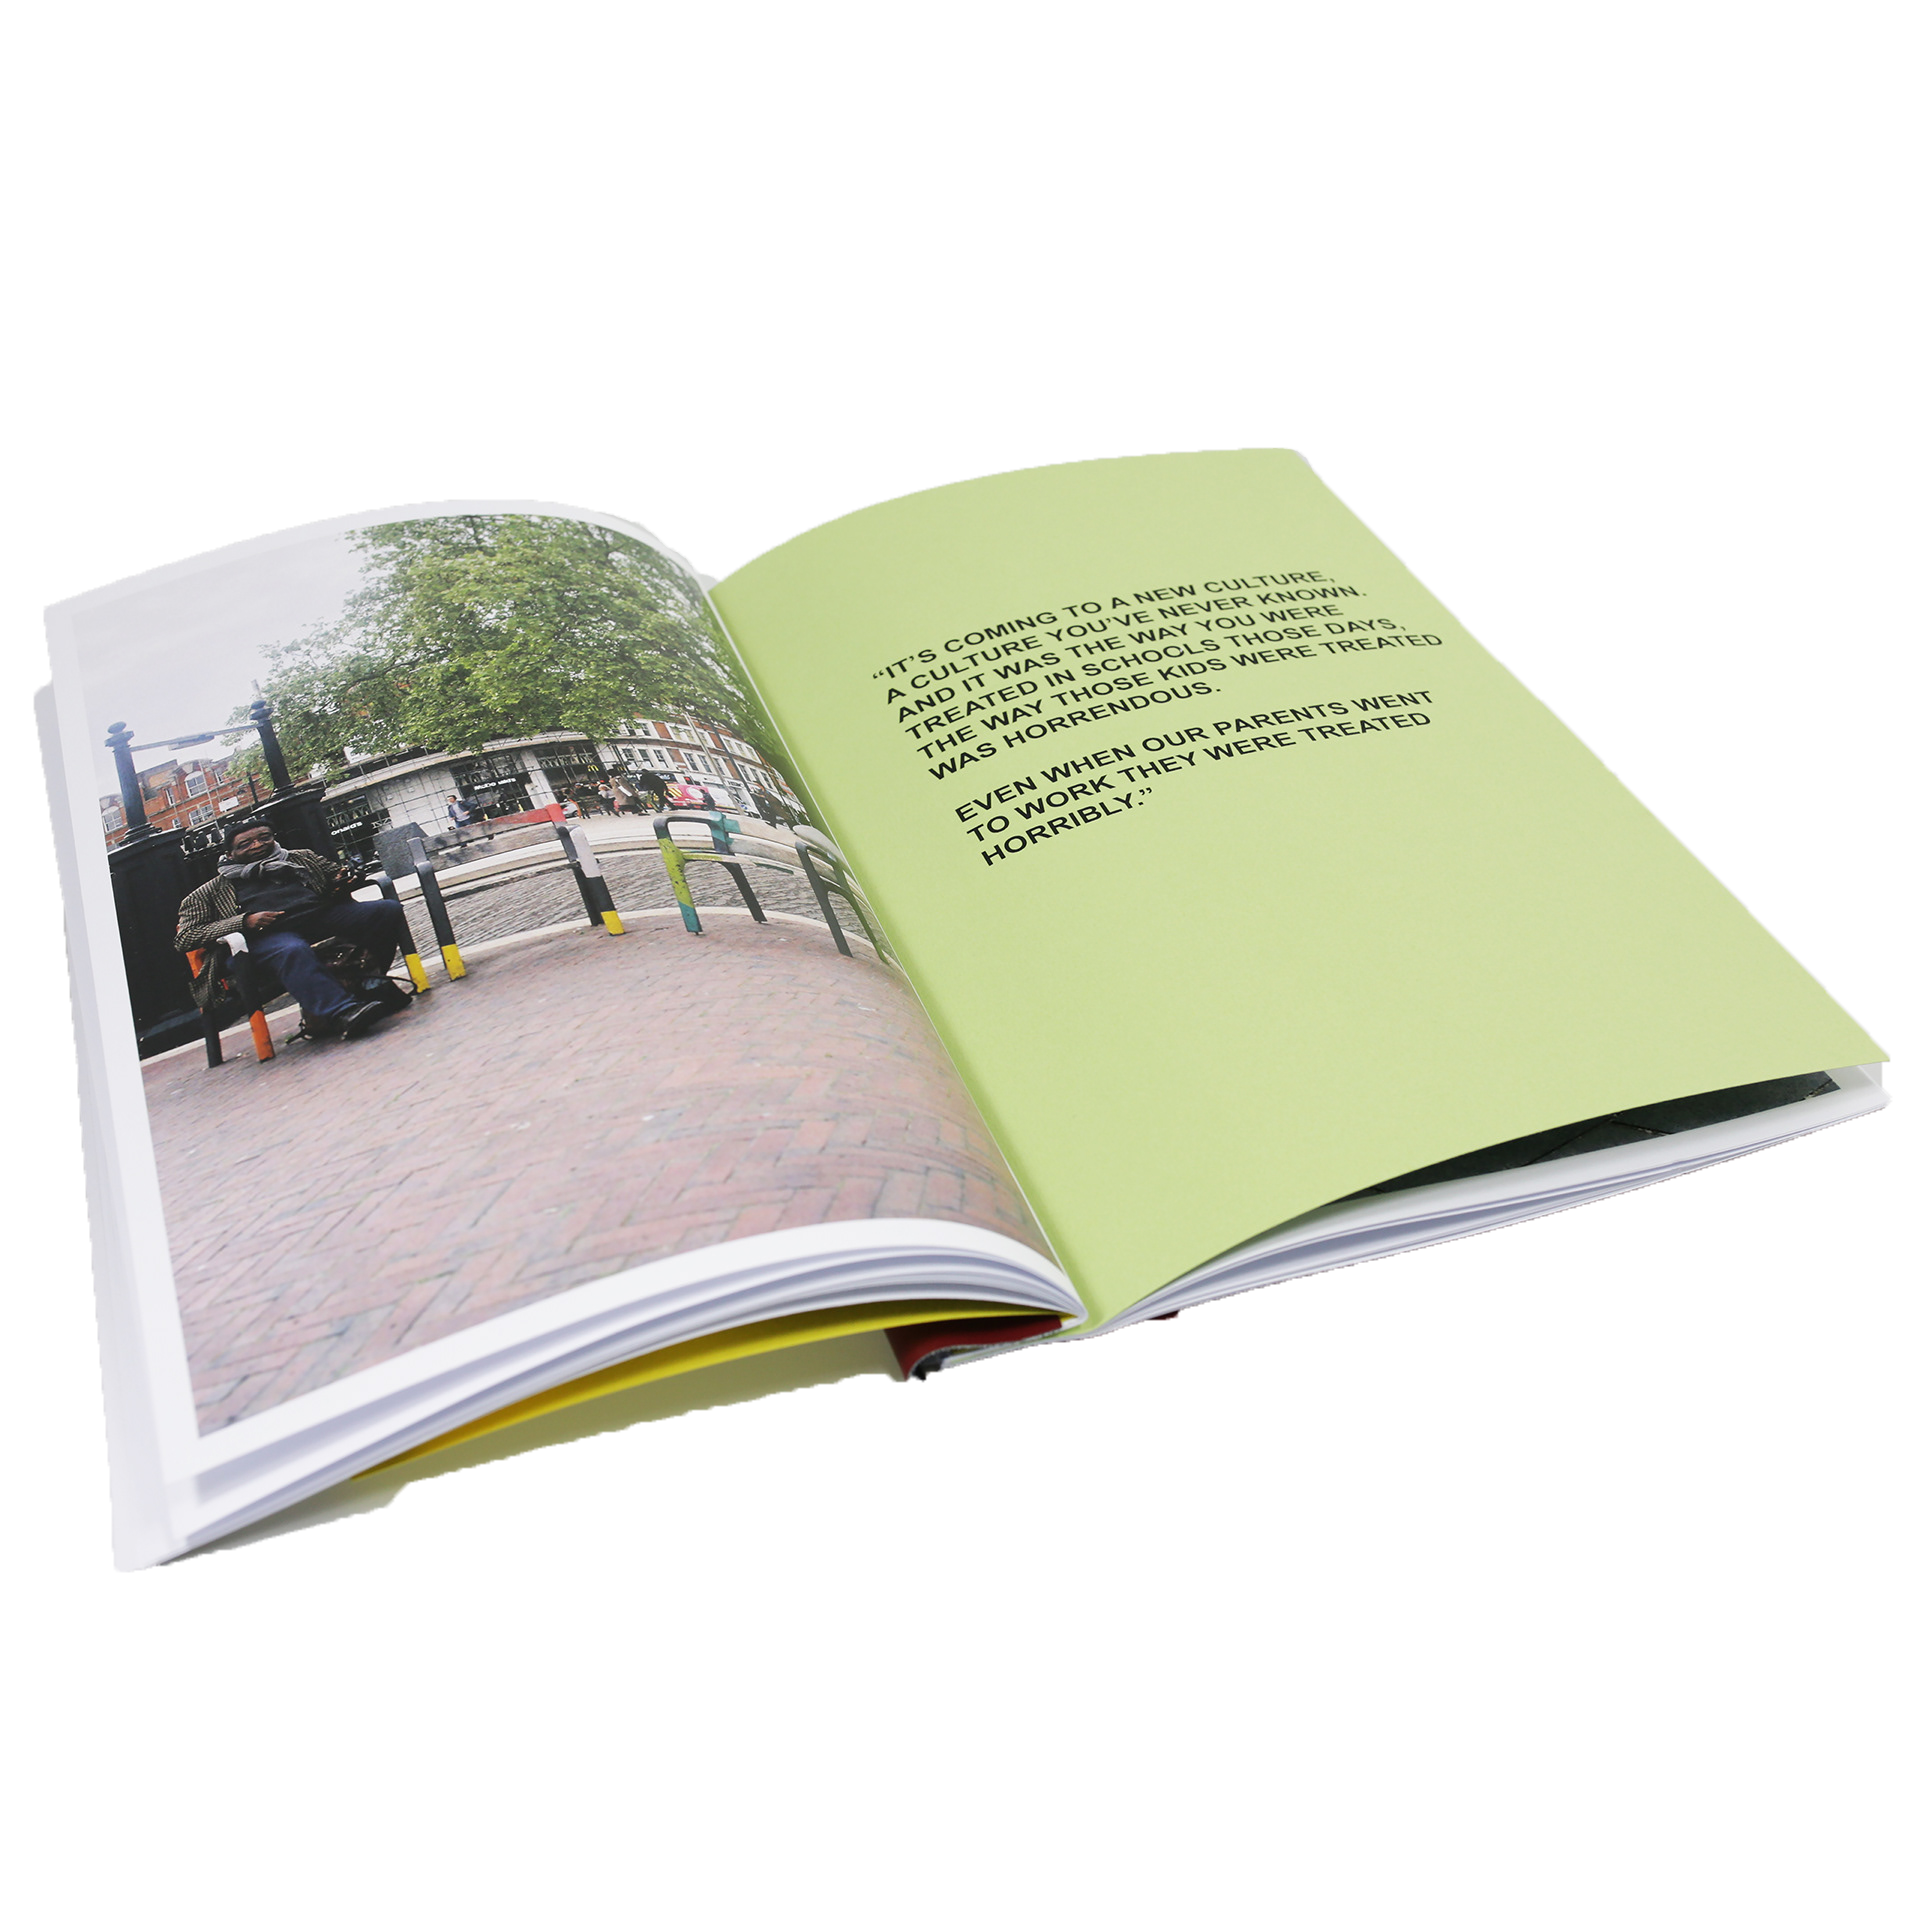 McDonald's
onald's
“IT’S COMING TO A NEW CULTURE,
A CULTURE YOU’VE NEVER KNOWN.
AND IT WAS THE WAY YOU WERE
TREATED IN SCHOOLS THOSE DAYS,
THE WAY THOSE KIDS WERE TREATED
WAS HORRENDOUS.
EVEN WHEN OUR PARENTS WENT
TO WORK THEY WERE TREATED
HORRIBLY.”